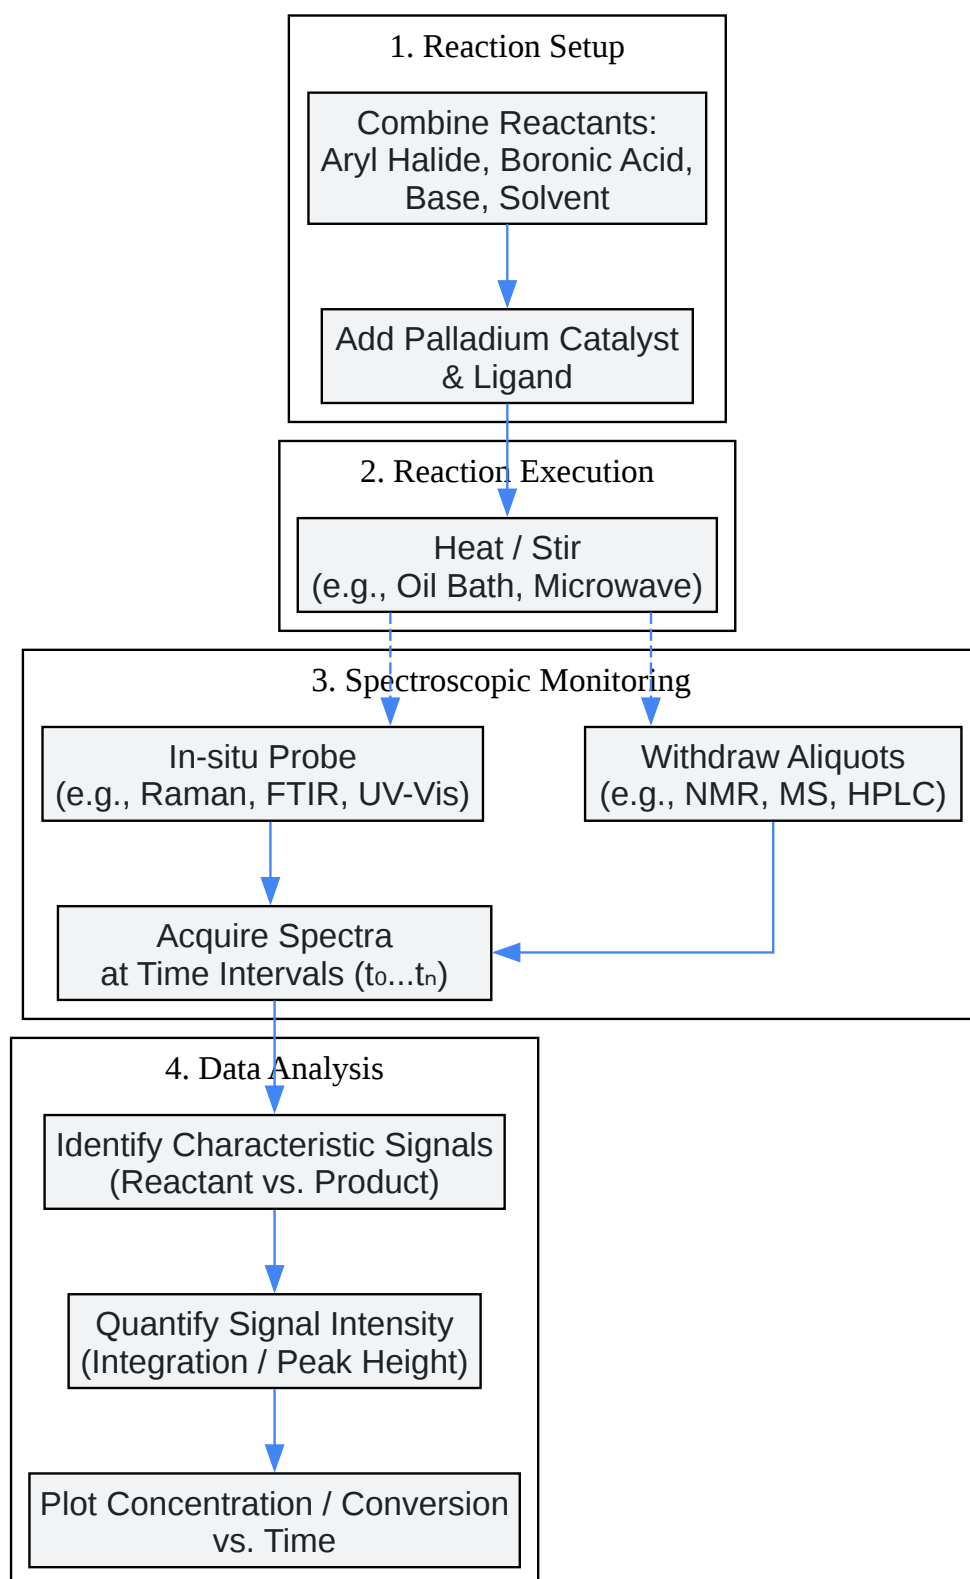 1. Reaction Setup
Combine Reactants:
Aryl Halide, Boronic Acid,
Base, Solvent
Add Palladium Catalyst
& Ligand
2. Reaction Execution
Heat / Stir
(e.g., Oil Bath, Microwave)
3. Spectroscopic Monitoring
In-situ Probe
(e.g., Raman, FTIR, UV-Vis)
Withdraw Aliquots
(e.g., NMR, MS, HPLC)
Acquire Spectra
at Time Intervals (t₀...tₙ)
4. Data Analysis
Identify Characteristic Signals
(Reactant vs. Product)
Quantify Signal Intensity
(Integration / Peak Height)
Plot Concentration / Conversion
vs. Time